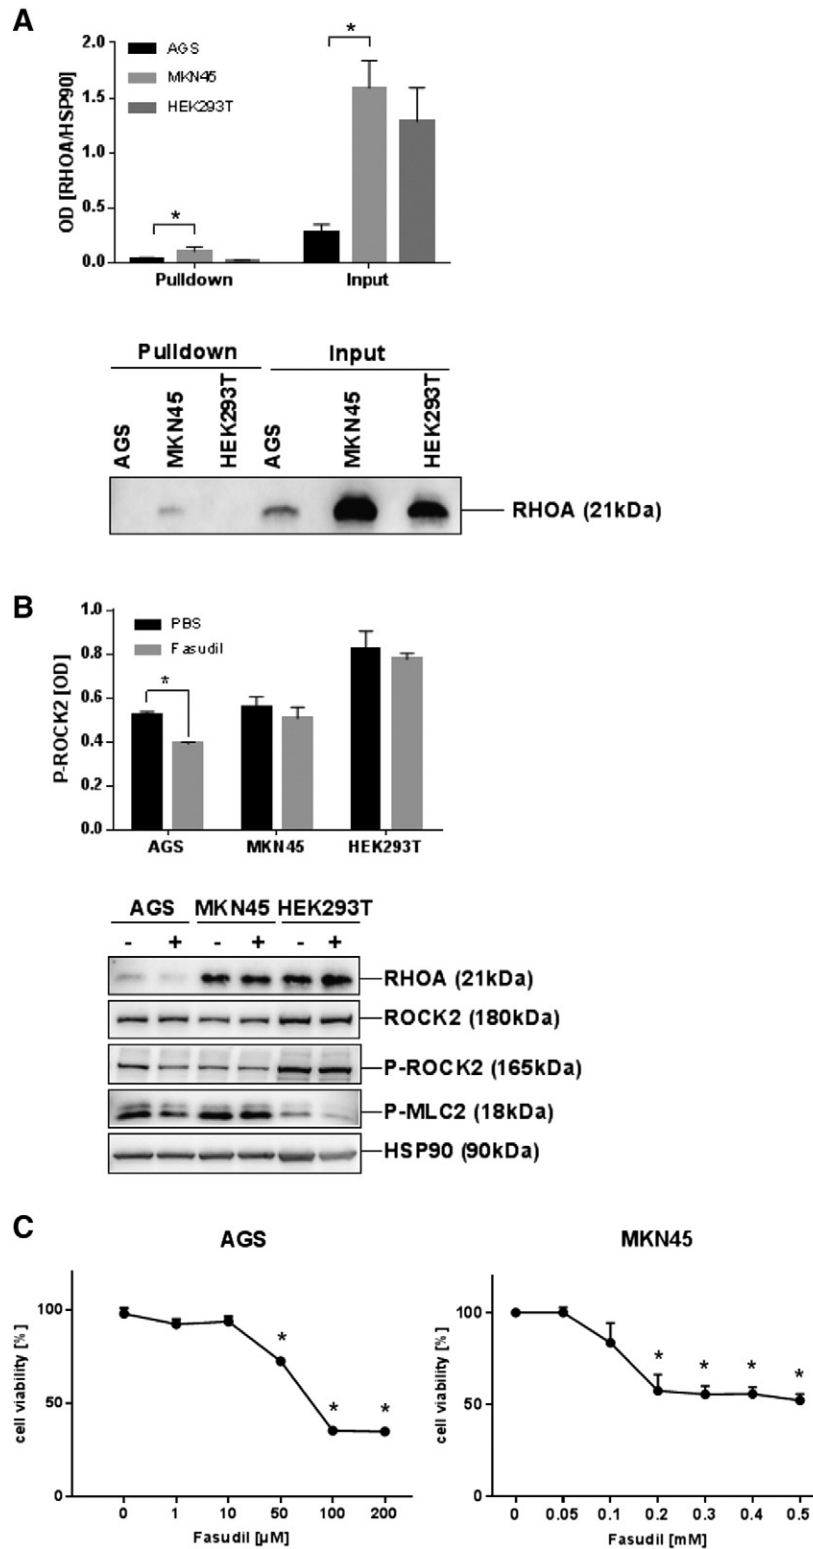 A
OD [RHOA/HSP90]
2.0
1.5
1.0
0.5
0.0
AGS
MKN45
HEK293T
*
*
Pulldown Input
Pulldown Input
AGS MKN45 HEK293T AGS MKN45 HEK293T
RHOA (21kDa)
B
P-ROCK2 [OD]
1.0
0.8
0.6
0.4
0.2
0.0
PBS
Fasudil
*
AGS MKN45 HEK293T
AGS MKN45 HEK293T
- + - + - +
RHOA (21kDa)
ROCK2 (180kDa)
P-ROCK2 (165kDa)
P-MLC2 (18kDa)
HSP90 (90kDa)
C
AGS
cell viability [%]
100
50
0
* * *
0 1 10 50 100 200
Fasudil [µM]
MKN45
cell viability [%]
100
50
0
* * * *
0 0.05 0.1 0.2 0.3 0.4 0.5
Fasudil [mM]